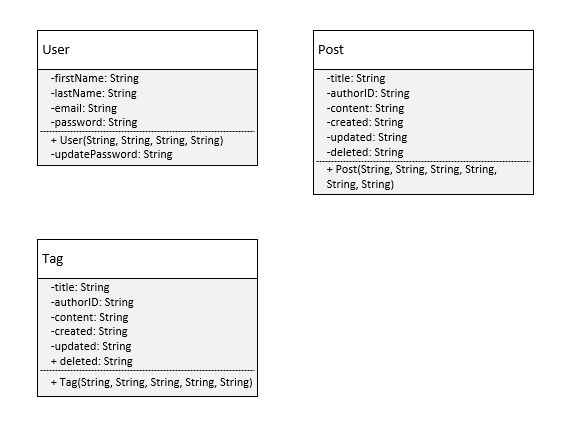 User
-firstName: String
-lastName: String
-email: String
-password: String
+ User(String, String, String, String)
-updatePassword: String
Post
-title: String
-authorID: String
-content: String
-created: String
-updated: String
-deleted: String
+ Post(String, String, String, String,
String, String)
Tag
-title: String
-authorID: String
-content: String
-created: String
-updated: String
+ deleted: String
+ Tag(String, String, String, String, String)